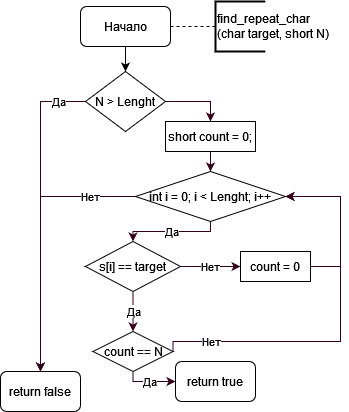 Начало
find_repeat_char
(char target, short N)
N > Lenght
Да
short count = 0;
int i = 0; i < Lenght; i++
Нет
Да
s[i] == target
Нет
count = 0
Да
count == N
Нет
Да
return false
return true